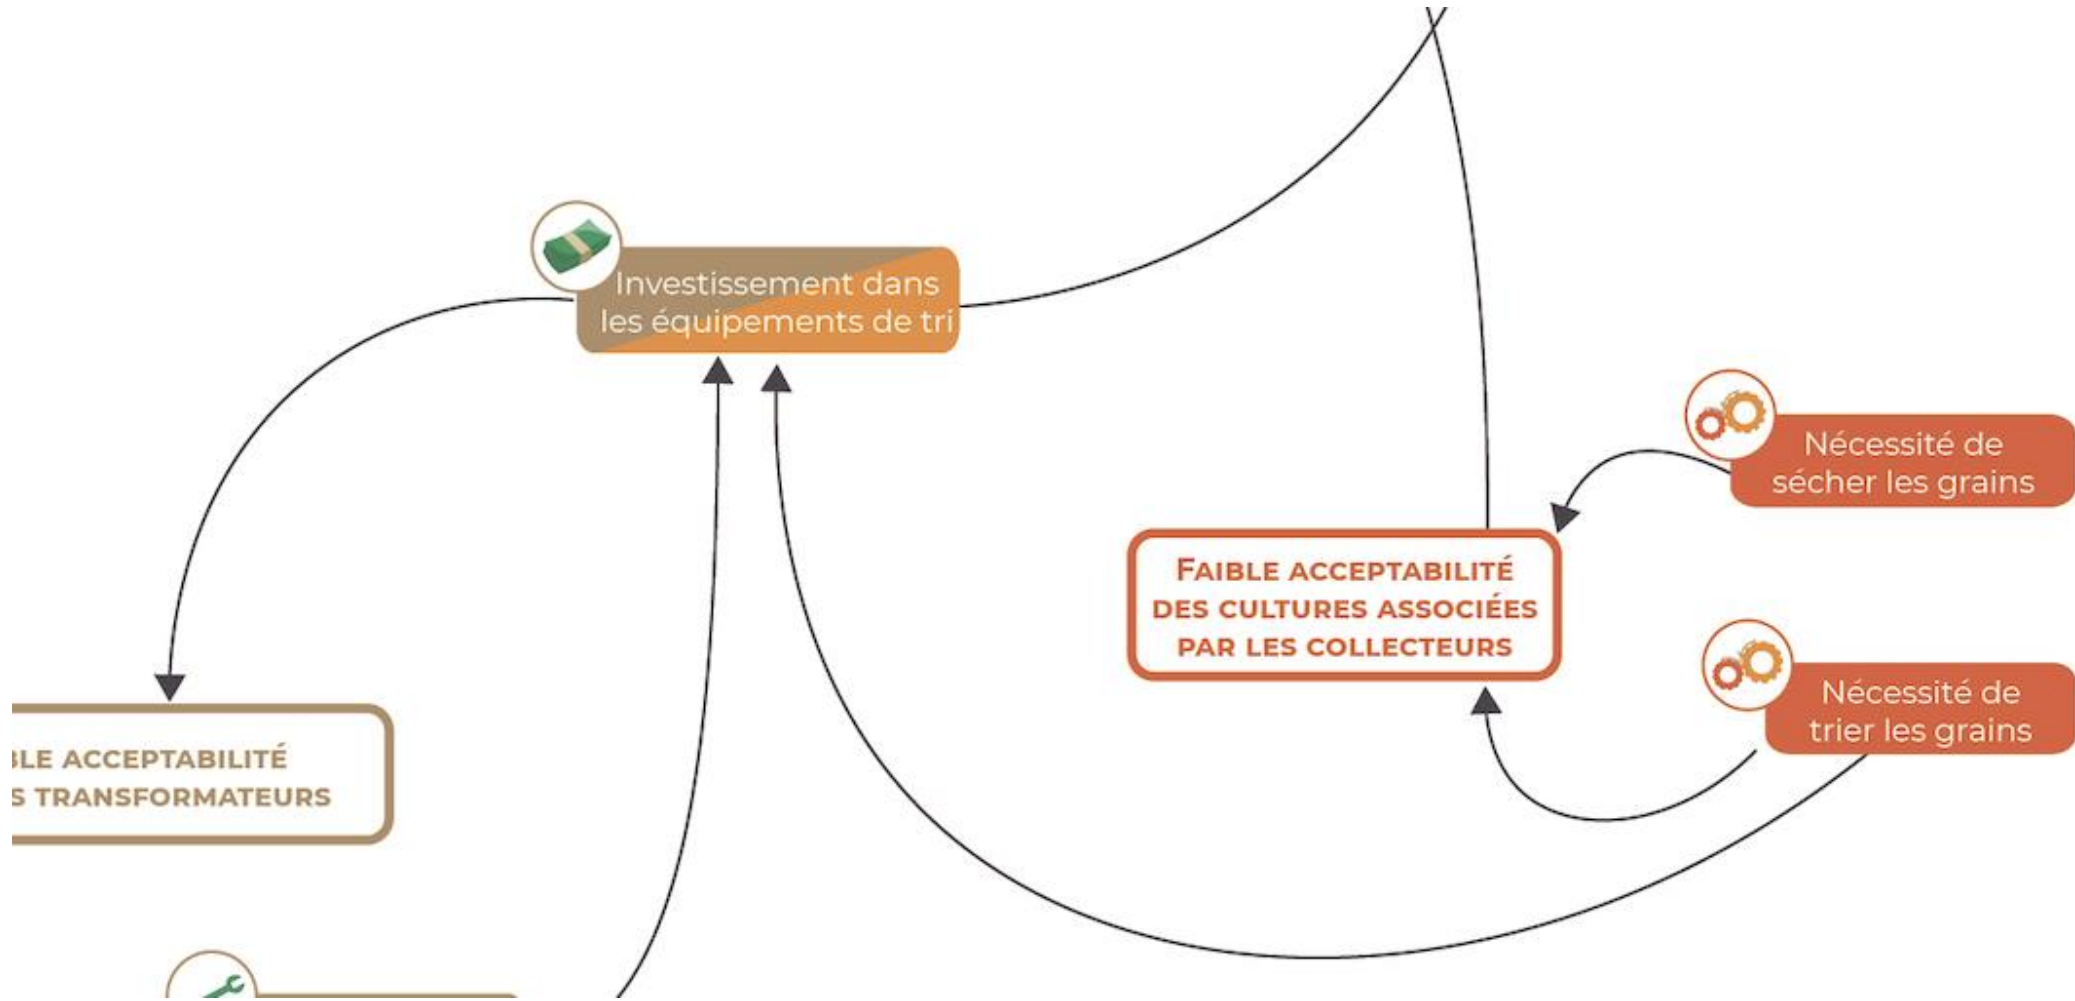 Investissement dans
les équipements de tri
Nécessité de
sécher les grains
FAIBLE ACCEPTABILITÉ
DES CULTURES ASSOCIÉES
PAR LES COLLECTEURS
Nécessité de
trier les grains
ACCEPTABILITÉ
TRANSFORMATEURS